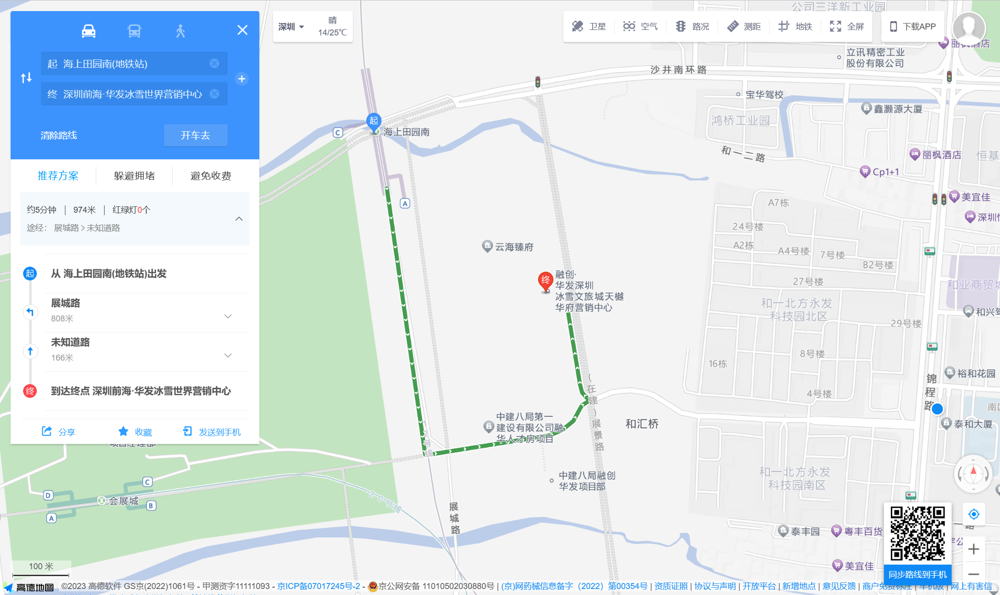 起 海上田园南(地铁站)
终 深圳前海·华发冰雪世界营销中心
清除路线
开车去
推荐方案
躲避拥堵
避免收费
约5分钟 | 974米 | 红绿灯0个
途经： 展城路 > 未知道路
起
从 海上田园南(地铁站)出发
展城路
808米
未知道路
166米
终
到达终点 深圳前海·华发冰雪世界营销中心
分享
收藏
发送到手机
深圳
晴
14/25℃
卫星
空气
路况
测距
地铁
全屏
下载APP
公司三洋新工业园
丽枫酒店
立讯精密工业
股份有限公司
沙井南环路
宝华驾校
鑫灏源大厦
鸿桥工业园
起
C
海上田园南
和一二路
丽枫酒店
恒基
Cp1+1
美宜佳
A
A7栋
24号楼
A2栋
A4号楼
7号楼
B2号楼
27号楼
云海臻府
终
融创·
华发深圳
冰雪文旅城天樾
华府营销中心
和业商贸城
和一北方永发
科技园北区
29号楼
8号楼
16栋
4号楼
裕和花园
锦程路
南区
泰和大厦
(在建)展景路
中建八局第一
建设有限公司融
华人才房项目
和汇桥
12号线
中建八局融创
华发项目部
和一北方永发
科技园南区
展城路
20号线
C
D
会展城
B
A
泰丰园
粤丰百货
美宜佳
同步路线到手机
100 米
高德地图
©2023 高德软件 GS京(2022)1061号 - 甲测资字11111093 - 京ICP备07017245号-2 - 京公网安备 11010502030880号 | (京)网药械信息备字（2022）第00354号 | 资质证照 | 协议与声明 | 开放平台 | 新增地点 | 意见反馈 | 商户免费标注 | 单机版 | 网上有害信